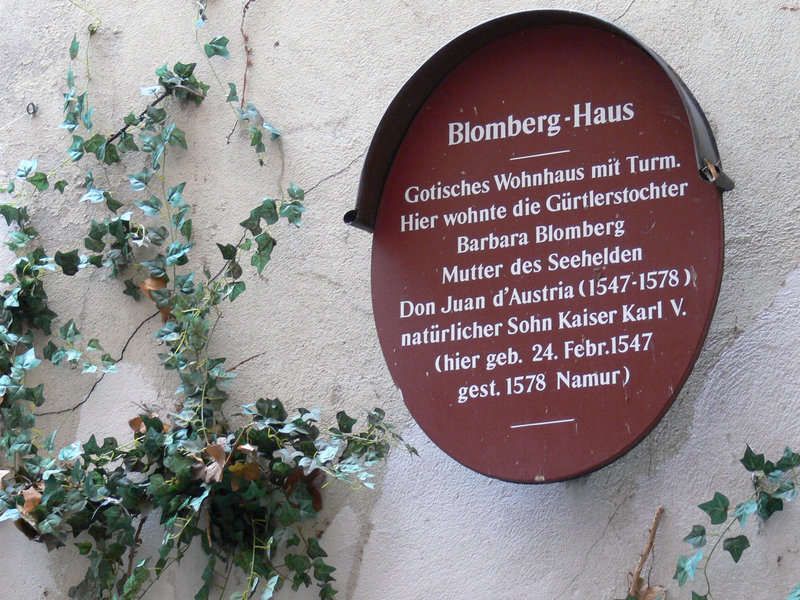 Blomberg-Haus
Gotisches Wohnhaus mit Turm.
Hier wohnte die Gürtlerstochter
Barbara Blomberg
Mutter des Seehelden
Don Juan d'Austria (1547-1578)
natürlicher Sohn Kaiser Karl V.
(hier geb. 24. Febr.1547
gest. 1578 Namur)